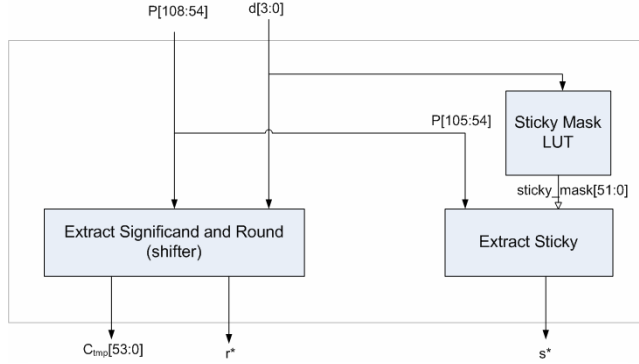 P[108:54]
d[3:0]
P[105:54]
Sticky Mask
LUT
sticky_mask[51:0]
Extract Significand and Round
(shifter)
Extract Sticky
Ctmp[53:0]
r*
s*